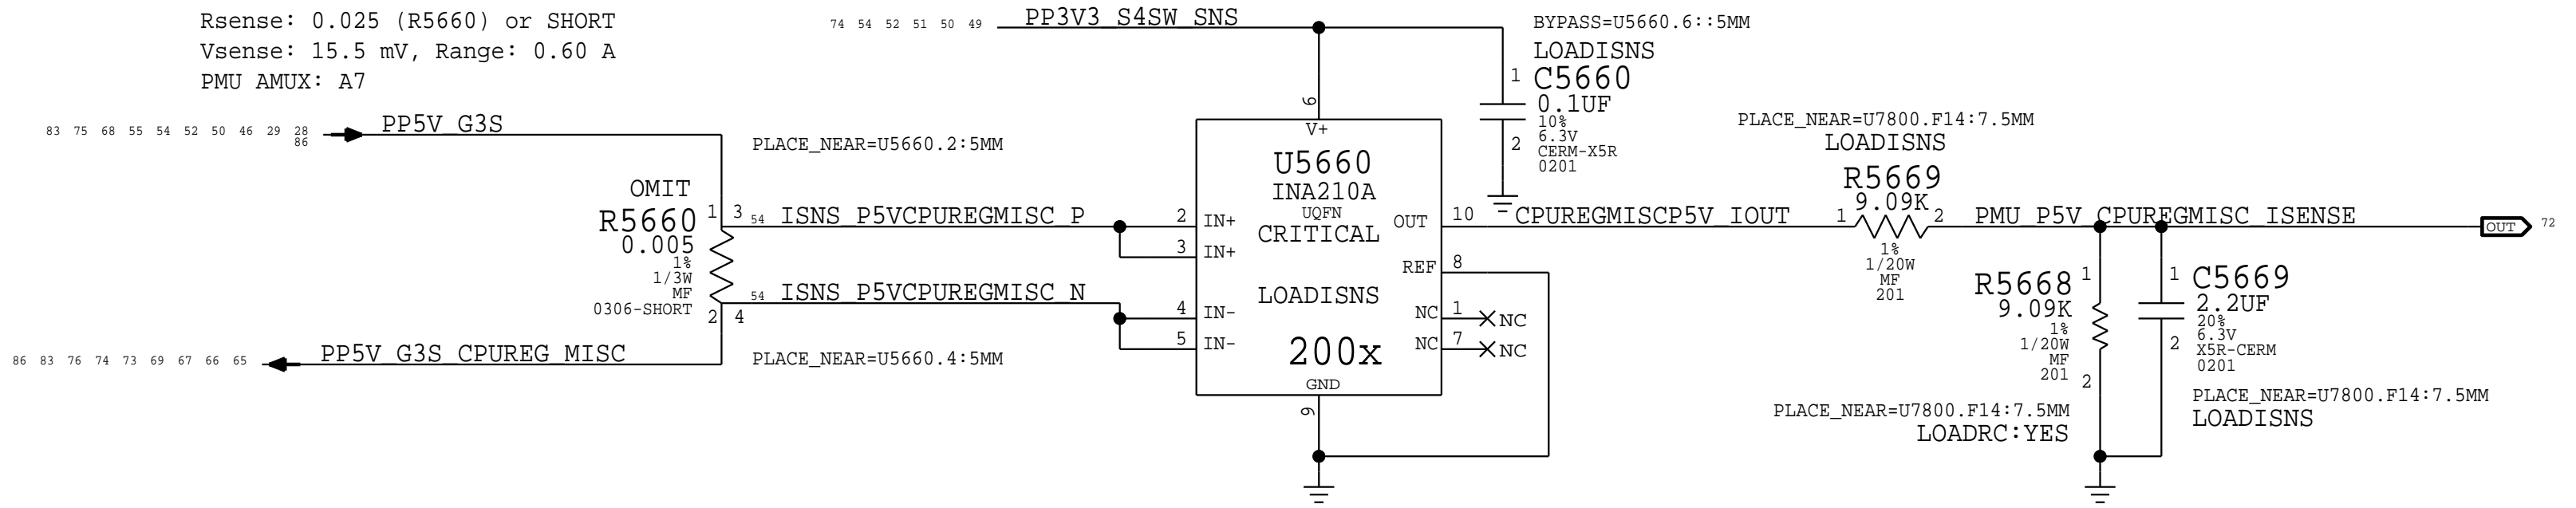 Rsense: 0.025 (R5660) or SHORT
Vsense: 15.5 mV, Range: 0.60 A
PMU AMUX: A7
74 54 52 51 50 49
PP3V3_S4SW_SNS
BYPASS=U5660.6::5MM
LOADISNS
1
C5660
0.1UF
10%
6.3V
2
CERM-X5R
0201
83 75 68 55 54 52 50 46 29 28
86
PP5V_G3S
PLACE_NEAR=U5660.2:5MM
OMIT
R5660
0.005
1%
1/3W
MF
0306-SHORT
1 3
2 4
54 ISNS_P5VCPUREGMISC_P
54 ISNS_P5VCPUREGMISC_N
86 83 76 74 73 69 67 66 65
PP5V_G3S_CPUREG_MISC
PLACE_NEAR=U5660.4:5MM
6
V+
U5660
INA210A
UQFN
CRITICAL
LOADISNS
200x
GND
9
2 IN+
3 IN+
4 IN-
5 IN-
OUT 10
REF 8
NC 1 NC
NC 7 NC
CPUREGMISCP5V_IOUT
PLACE_NEAR=U7800.F14:7.5MM
LOADISNS
R5669
9.09K
1 2
1%
1/20W
MF
201
PMU_P5V_CPUREGMISC_ISENSE
OUT 72
R5668
9.09K
1%
1/20W
MF
201
1
2
PLACE_NEAR=U7800.F14:7.5MM
LOADRC:YES
1
C5669
2.2UF
20%
6.3V
2
X5R-CERM
0201
PLACE_NEAR=U7800.F14:7.5MM
LOADISNS